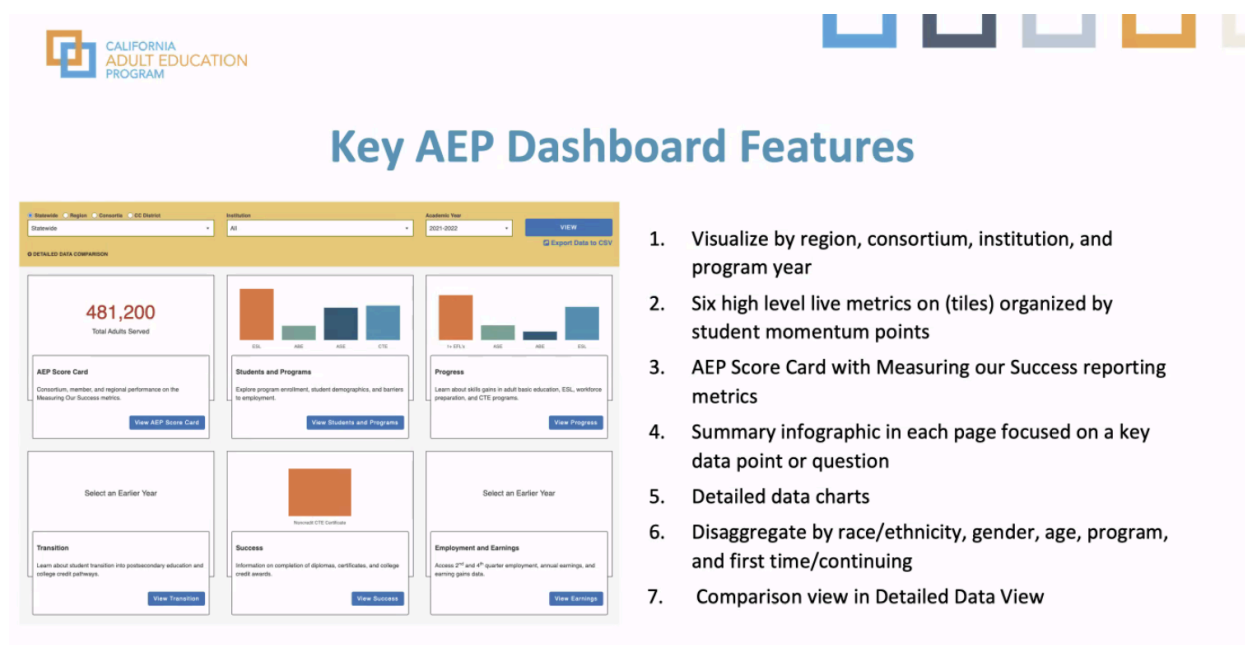 CALIFORNIA
ADULT EDUCATION
PROGRAM
Key AEP Dashboard Features
Statewide Region Consortia CC District
Institution
Academic Year
Statewide
All
2021-2022
VIEW
Export Data to CSV
DETAILED DATA COMPARISON
481,200
Total Adults Served
AEP Score Card
Consortium, member, and regional performance on the
Measuring Our Success metrics.
View AEP Score Card
ESL ABE ASE CTE
Students and Programs
Explore program enrollment, student demographics, and barriers
to employment.
View Students and Programs
1+ EFL's ASE ABE ESL
Progress
Learn about skills gains in adult basic education, ESL, workforce
preparation, and CTE programs.
View Progress
Select an Earlier Year
Transition
Learn about student transition into postsecondary education and
college credit pathways.
View Transition
Noncredit CTE Certificate
Success
Information on completion of diplomas, certificates, and college
credit awards.
View Success
Select an Earlier Year
Employment and Earnings
Access 2nd and 4th quarter employment, annual earnings, and
earning gains data.
View Earnings
1. Visualize by region, consortium, institution, and
program year
2. Six high level live metrics on (tiles) organized by
student momentum points
3. AEP Score Card with Measuring our Success reporting
metrics
4. Summary infographic in each page focused on a key
data point or question
5. Detailed data charts
6. Disaggregate by race/ethnicity, gender, age, program,
and first time/continuing
7. Comparison view in Detailed Data View